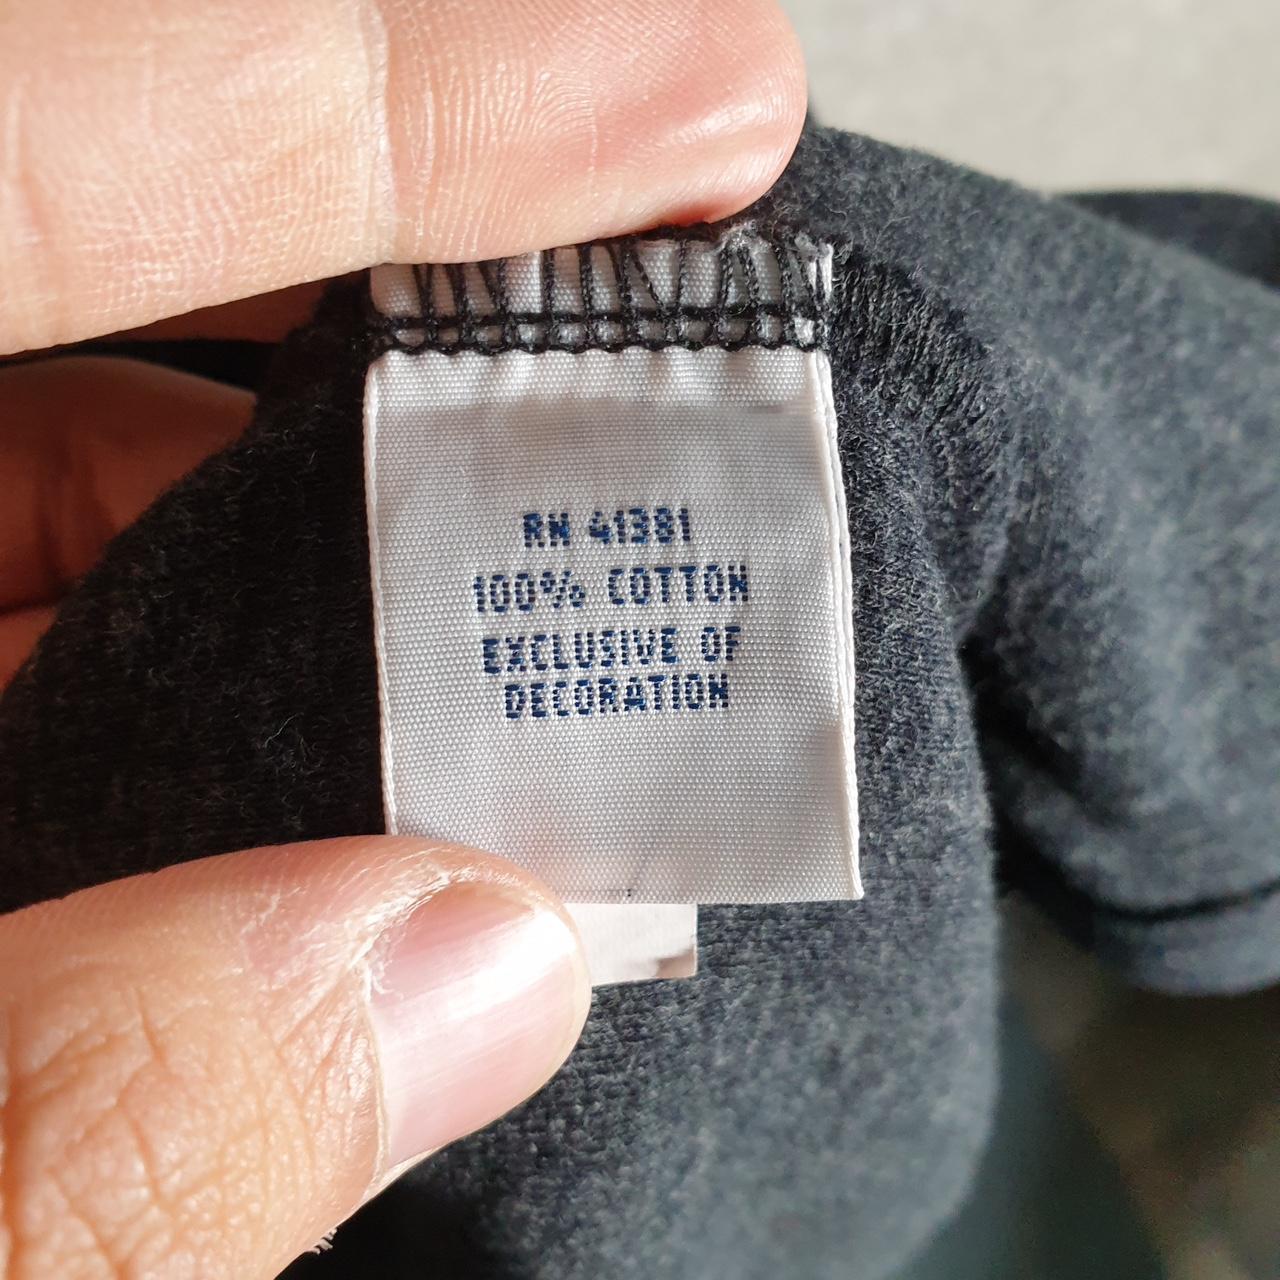 RN 41381
100% COTTON
EXCLUSIVE OF
DECORATION